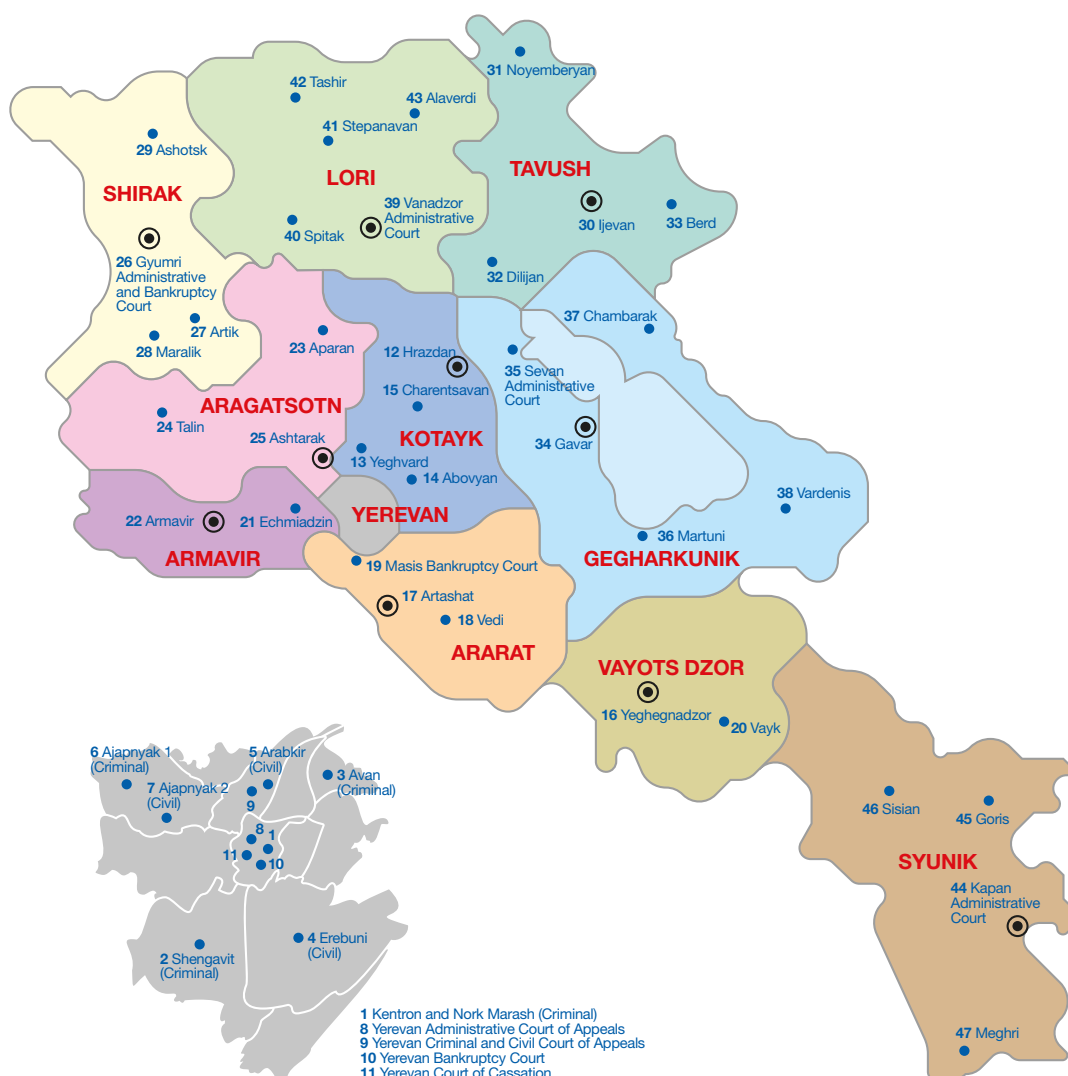 31 Noyemberyan
42 Tashir
43 Alaverdi
41 Stepanavan
29 Ashotsk
TAVUSH
LORI
SHIRAK
39 Vanadzor
Administrative
Court
40 Spitak
30 Ijevan
33 Berd
26 Gyumri
Administrative
and Bankruptcy
Court
32 Dilijan
27 Artik
28 Maralik
37 Chambarak
23 Aparan
12 Hrazdan
35 Sevan
Administrative
Court
15 Charentsavan
ARAGATSOTN
24 Talin
25 Ashtarak
KOTAYK
34 Gavar
13 Yeghvard
14 Abovyan
38 Vardenis
22 Armavir
21 Echmiadzin
YEREVAN
36 Martuni
ARMAVIR
GEGHARKUNIK
19 Masis Bankruptcy Court
17 Artashat
18 Vedi
ARARAT
VAYOTS DZOR
16 Yeghegnadzor
20 Vayk
6 Ajapnyak 1
(Criminal)
5 Arabkir
(Civil)
3 Avan
(Criminal)
7 Ajapnyak 2
(Civil)
9
8
1
11
10
46 Sisian
45 Goris
SYUNIK
44 Kapan
Administrative
Court
4 Erebuni
(Civil)
2 Shengavit
(Criminal)
47 Meghri
1 Kentron and Nork Marash (Criminal)
8 Yerevan Administrative Court of Appeals
9 Yerevan Criminal and Civil Court of Appeals
10 Yerevan Bankruptcy Court
11 Yerevan Court of Cassation